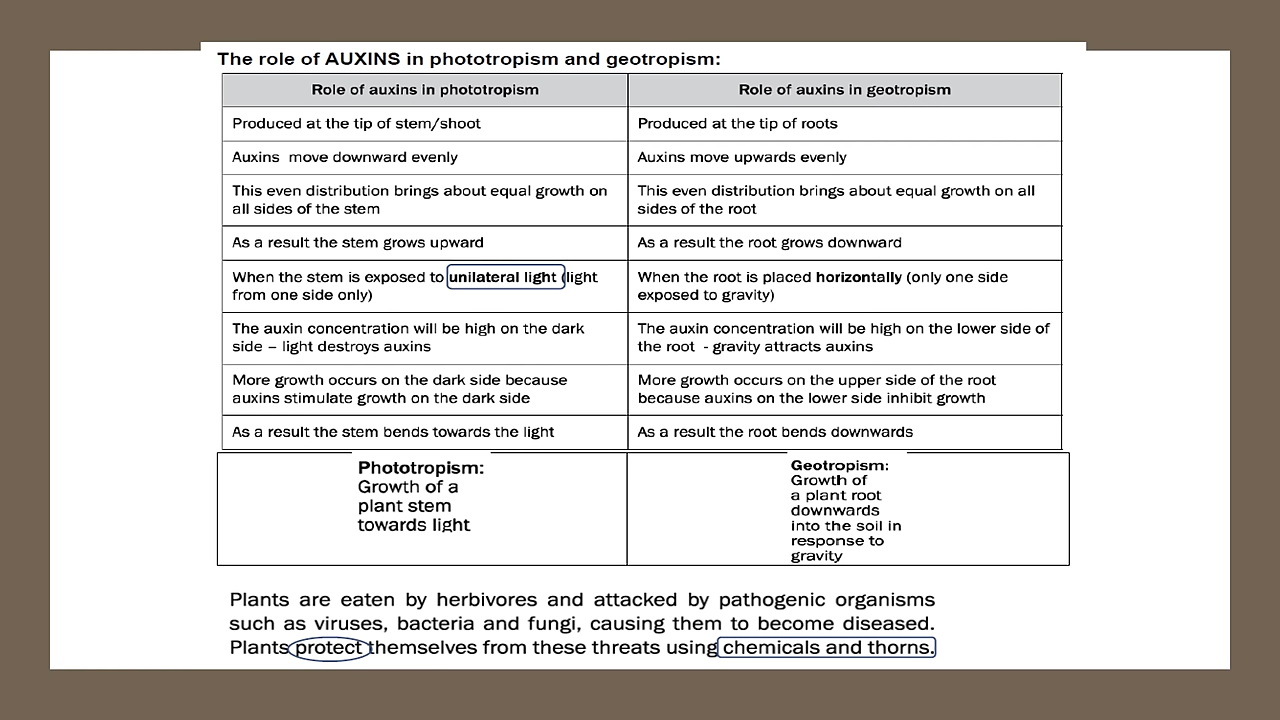 The role of AUXINS in phototropism and geotropism:
Role of auxins in phototropism
Role of auxins in geotropism
Produced at the tip of stem/shoot
Produced at the tip of roots
Auxins move downward evenly
Auxins move upwards evenly
This even distribution brings about equal growth on
all sides of the stem
This even distribution brings about equal growth on all
sides of the root
As a result the stem grows upward
As a result the root grows downward
When the stem is exposed to unilateral light (light
from one side only)
When the root is placed horizontally (only one side
exposed to gravity)
The auxin concentration will be high on the dark
side – light destroys auxins
The auxin concentration will be high on the lower side of
the root - gravity attracts auxins
More growth occurs on the dark side because
auxins stimulate growth on the dark side
More growth occurs on the upper side of the root
because auxins on the lower side inhibit growth
As a result the stem bends towards the light
As a result the root bends downwards
Phototropism:
Growth of a
plant stem
towards light
Geotropism:
Growth of
a plant root
downwards
into the soil in
response to
gravity
Plants are eaten by herbivores and attacked by pathogenic organisms
such as viruses, bacteria and fungi, causing them to become diseased.
Plants protect themselves from these threats using chemicals and thorns.